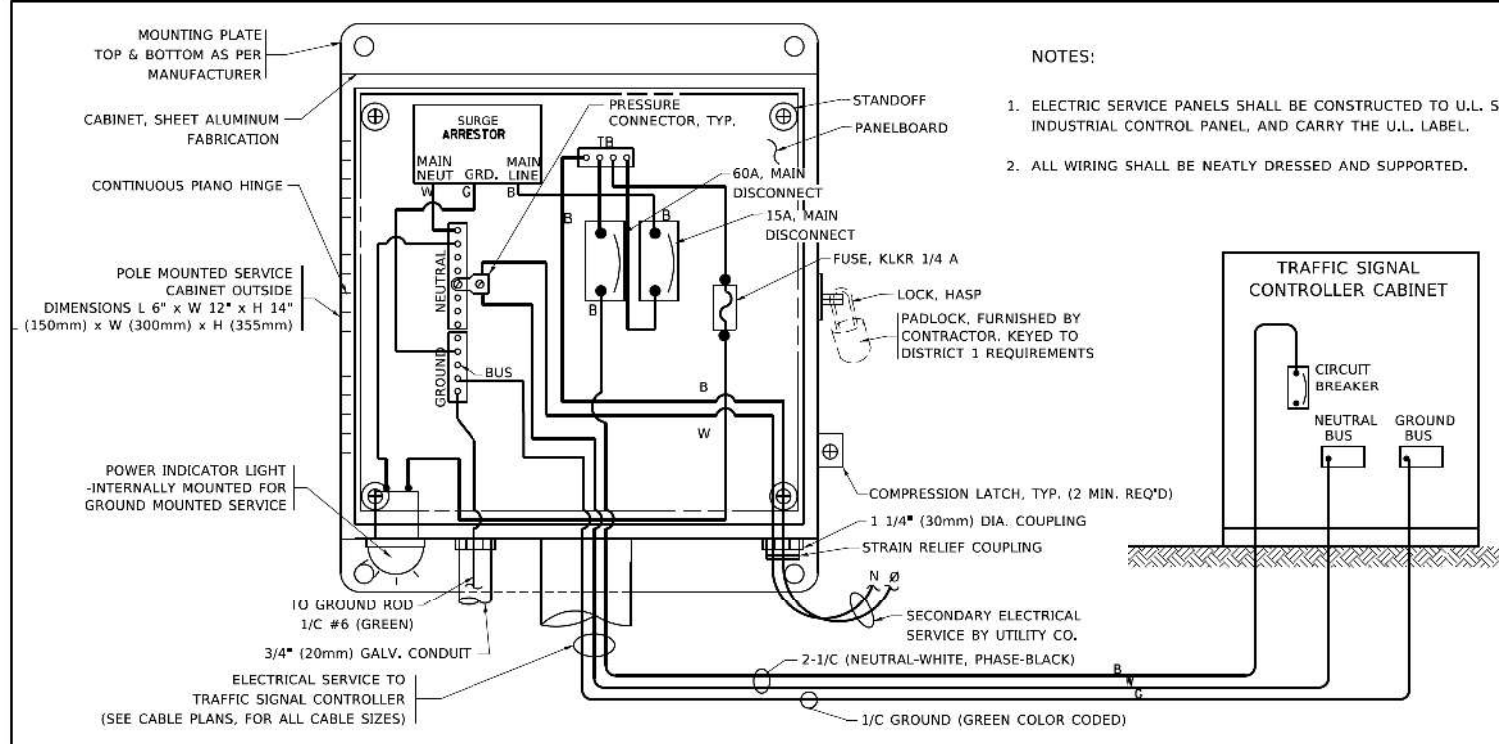 MOUNTING PLATE
TOP & BOTTOM AS PER
MANUFACTURER
CABINET, SHEET ALUMINUM
FABRICATION
CONTINUOUS PIANO HINGE
POLE MOUNTED SERVICE
CABINET OUTSIDE
DIMENSIONS L 6" x W 12" x H 14"
(150mm) x W (300mm) x H (355mm)
POWER INDICATOR LIGHT
-INTERNALLY MOUNTED FOR
GROUND MOUNTED SERVICE
TO GROUND ROD
1/C #6 (GREEN)
3/4" (20mm) GALV. CONDUIT
ELECTRICAL SERVICE TO
TRAFFIC SIGNAL CONTROLLER
(SEE CABLE PLANS, FOR ALL CABLE SIZES)
SURGE
ARRESTOR
MAIN
NEUT
GRD.
MAIN
LINE
W
G
B
PRESSURE
CONNECTOR, TYP.
TB
NEUTRAL
GROUND
BUS
B
B
B
B
W
STANDOFF
PANELBOARD
60A, MAIN
DISCONNECT
15A, MAIN
DISCONNECT
FUSE, KLKR 1/4 A
LOCK, HASP
PADLOCK, FURNISHED BY
CONTRACTOR. KEYED TO
DISTRICT 1 REQUIREMENTS
COMPRESSION LATCH, TYP. (2 MIN. REQ'D)
1 1/4" (30mm) DIA. COUPLING
STRAIN RELIEF COUPLING
N Ø
SECONDARY ELECTRICAL
SERVICE BY UTILITY CO.
2-1/C (NEUTRAL-WHITE, PHASE-BLACK)
B
W
G
1/C GROUND (GREEN COLOR CODED)
NOTES:
1. ELECTRIC SERVICE PANELS SHALL BE CONSTRUCTED TO U.L. S
INDUSTRIAL CONTROL PANEL, AND CARRY THE U.L. LABEL.
2. ALL WIRING SHALL BE NEATLY DRESSED AND SUPPORTED.
TRAFFIC SIGNAL
CONTROLLER CABINET
CIRCUIT
BREAKER
NEUTRAL
BUS
GROUND
BUS